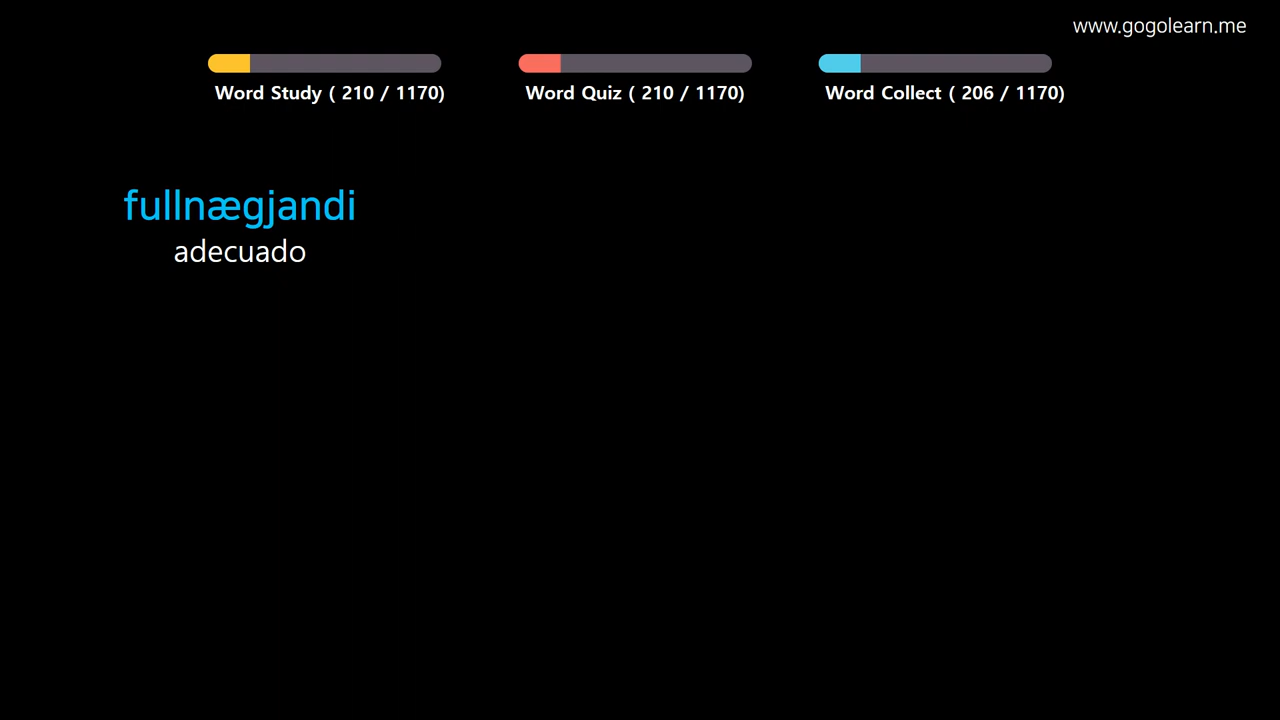 www.gogolearn.me
Word Study ( 210 / 1170)
Word Quiz ( 210 / 1170)
Word Collect ( 206 / 1170)
fullnægjandi
adecuado